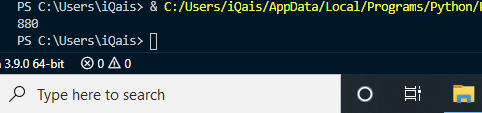 PS C:\Users\iQais> & C:/Users/iQais/AppData/Local/Programs/Python/
880
PS C:\Users\iQais>
3.9.0 64-bit 0 0
Type here to search